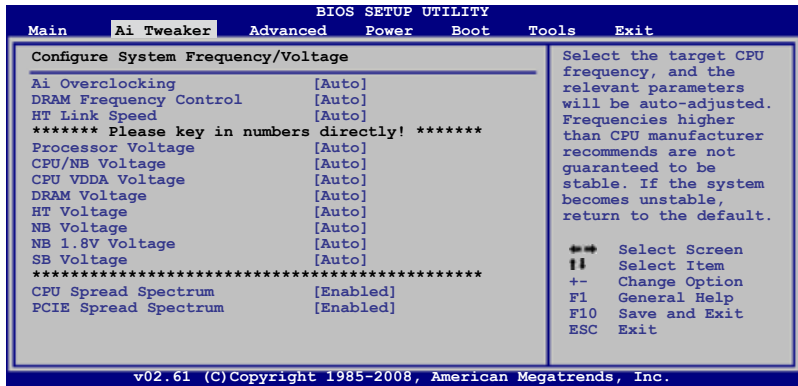 BIOS SETUP UTILITY
Main Ai Tweaker Advanced Power Boot Tools Exit
Configure System Frequency/Voltage
Ai Overclocking [Auto]
DRAM Frequency Control [Auto]
HT Link Speed [Auto]
******* Please key in numbers directly! *******
Processor Voltage [Auto]
CPU/NB Voltage [Auto]
CPU VDDA Voltage [Auto]
DRAM Voltage [Auto]
HT Voltage [Auto]
NB Voltage [Auto]
NB 1.8V Voltage [Auto]
SB Voltage [Auto]
***********************************************
CPU Spread Spectrum [Enabled]
PCIE Spread Spectrum [Enabled]
Select the target CPU
frequency, and the
relevant parameters
will be auto-adjusted.
Frequencies higher
than CPU manufacturer
recommends are not
guaranteed to be
stable. If the system
becomes unstable,
return to the default.
←→ Select Screen
↑↓ Select Item
+- Change Option
F1 General Help
F10 Save and Exit
ESC Exit
v02.61 (C)Copyright 1985-2008, American Megatrends, Inc.